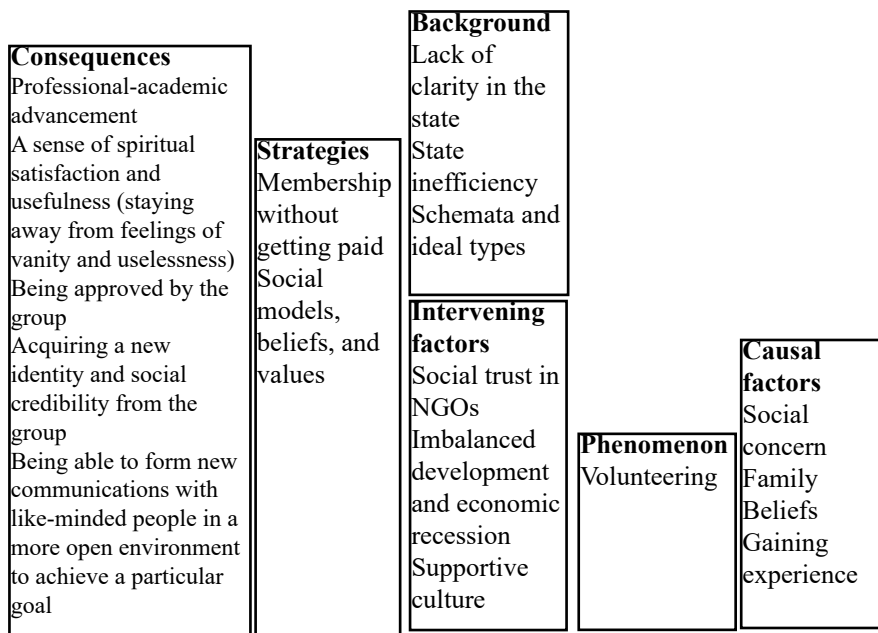 Consequences
Professional-academic
advancement
A sense of spiritual
satisfaction and
usefulness (staying
away from feelings of
vanity and uselessness)
Being approved by the
group
Acquiring a new
identity and social
credibility from the
group
Being able to form new
communications with
like-minded people in a
more open environment
to achieve a particular
goal
Strategies
Membership
without
getting paid
Social
models,
beliefs, and
values
Background
Lack of
clarity in the
state
State
inefficiency
Schemata and
ideal types
Intervening
factors
Social trust in
NGOs
Imbalanced
development
and economic
recession
Supportive
culture
Phenomenon
Volunteering
Causal
factors
Social
concern
Family
Beliefs
Gaining
experience